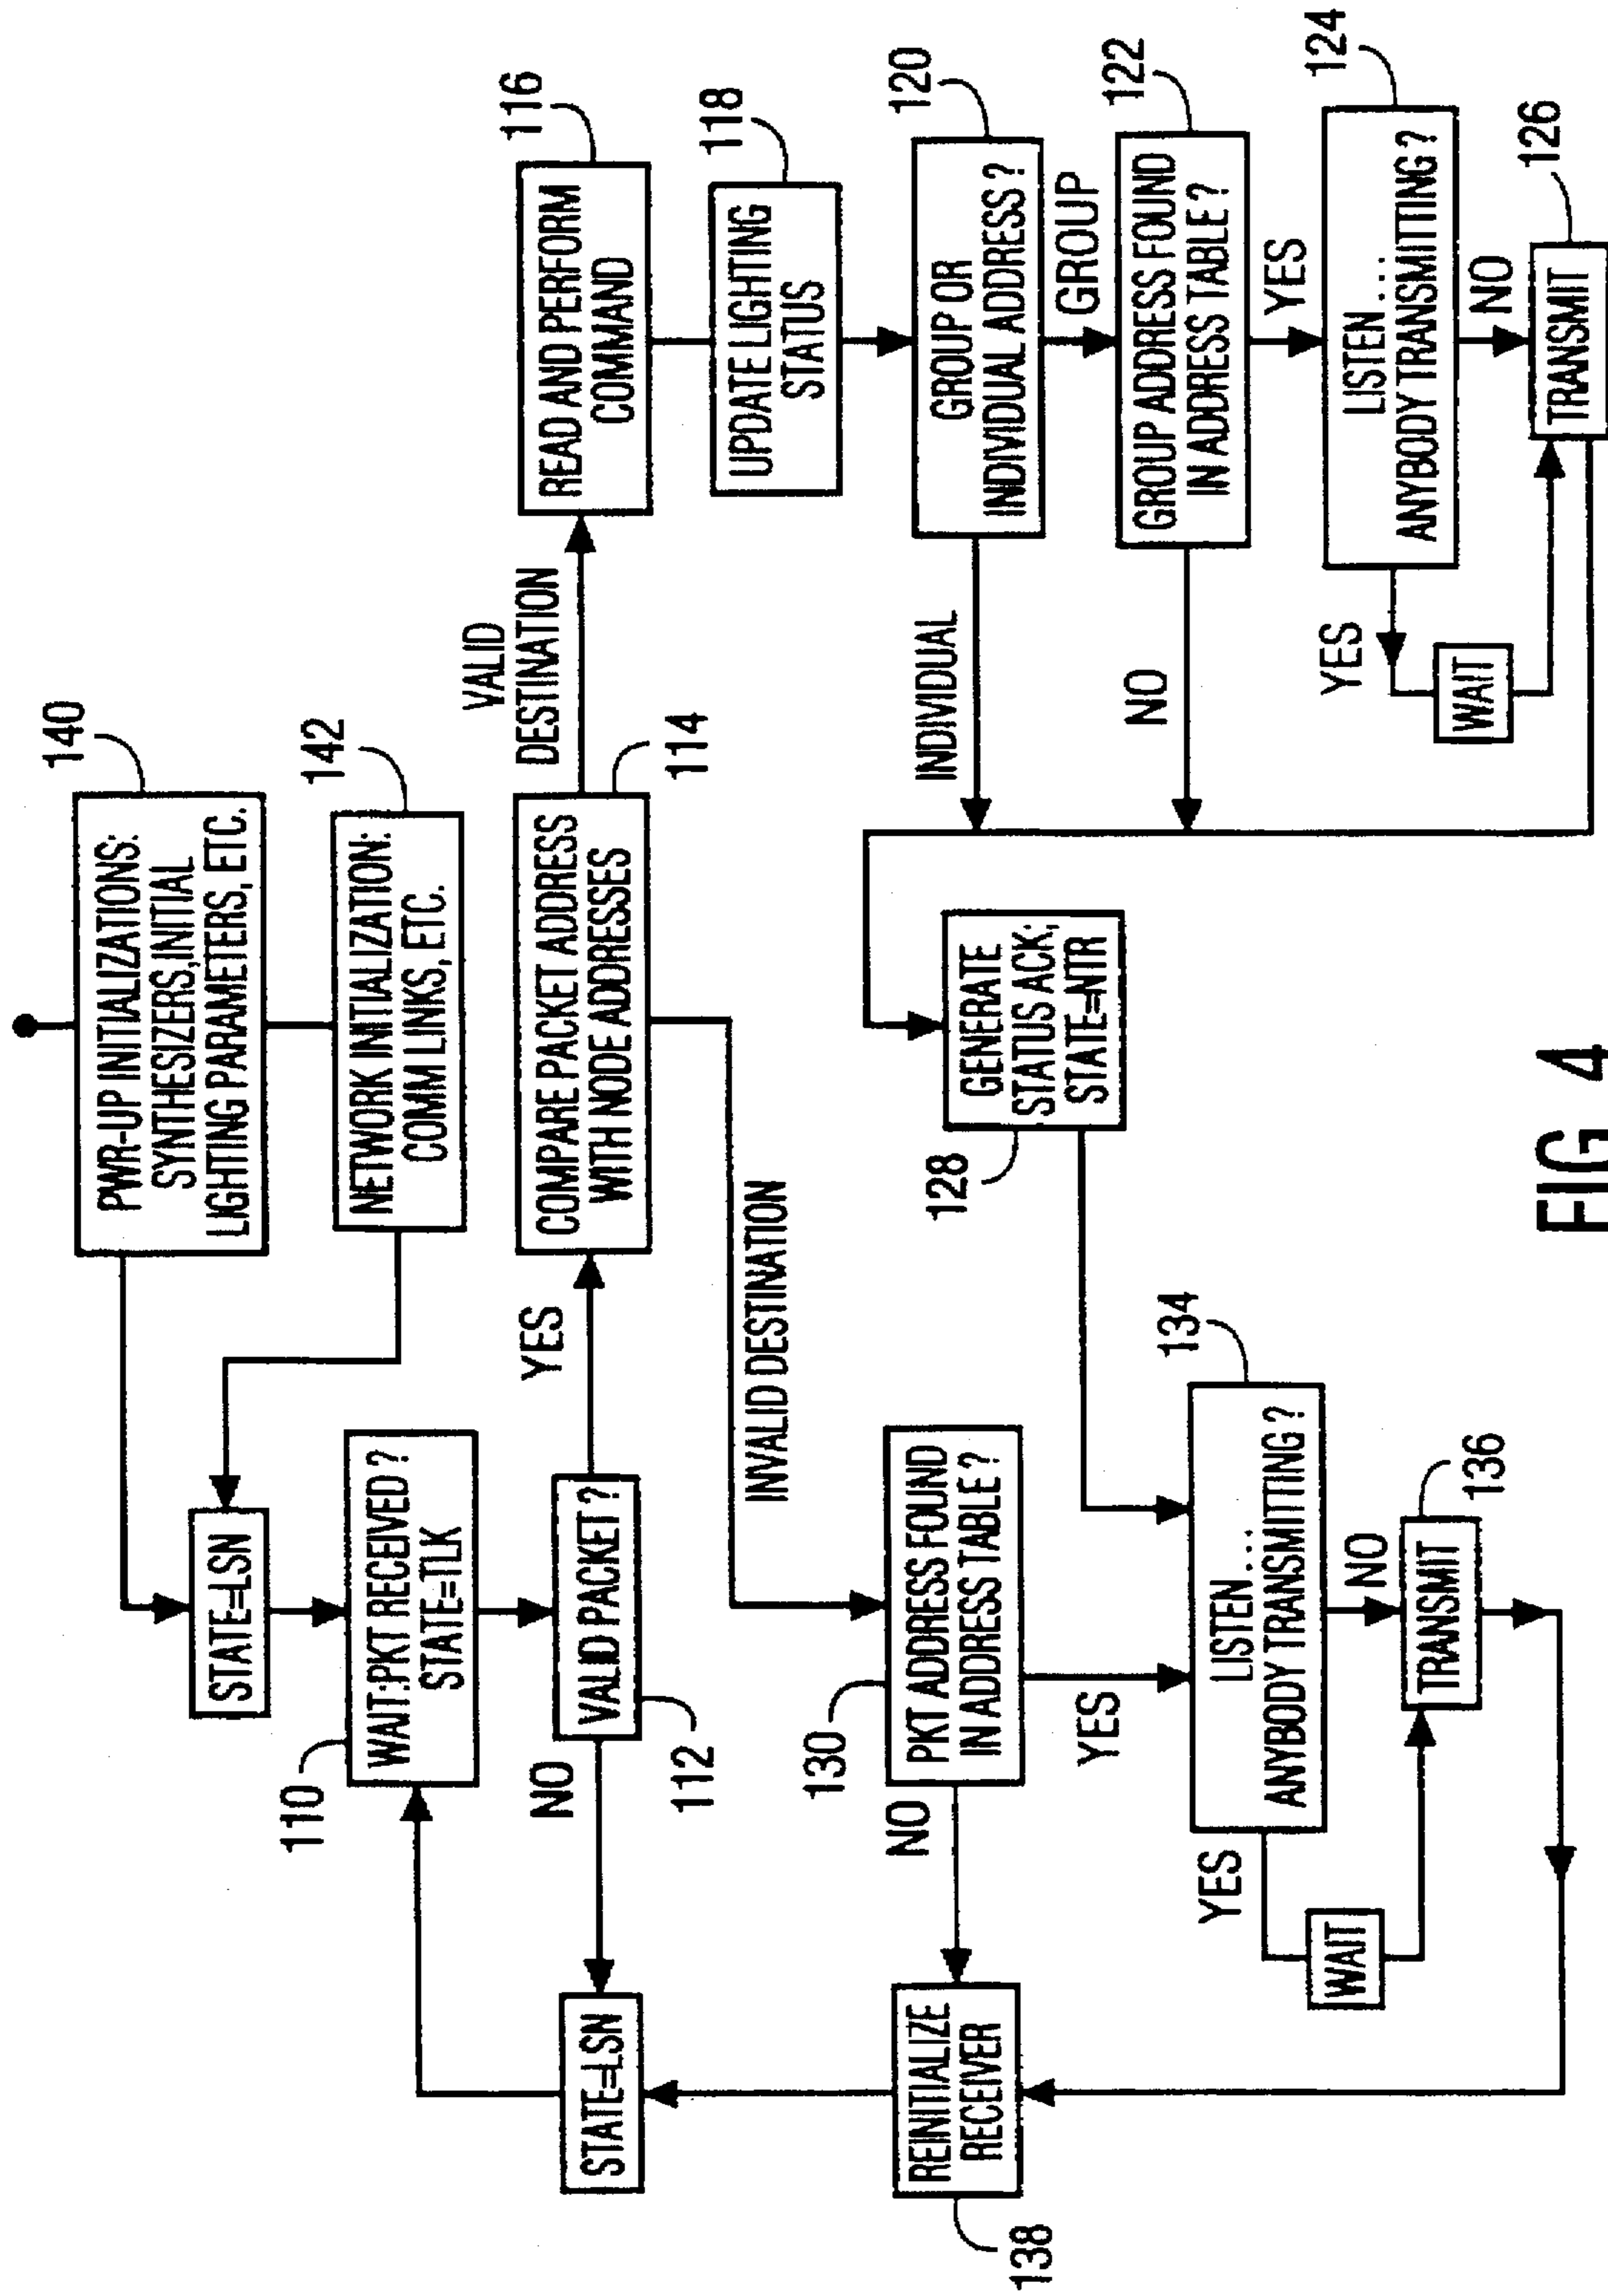 140
PWR-UP INITIALIZATIONS:
SYNTHESIZERS,INITIAL
LIGHTING PARAMETERS, ETC.
142
NETWORK INITIALIZATION:
COMM LINKS, ETC.
STATE=LSN
110
WAIT:PKT RECEIVED?
STATE=TLK
112
VALID PACKET?
NO
YES
STATE=LSN
114
COMPARE PACKET ADDRESS
WITH NODE ADDRESSES
VALID
DESTINATION
INVALID DESTINATION
116
READ AND PERFORM
COMMAND
118
UPDATE LIGHTING
STATUS
120
GROUP OR
INDIVIDUAL ADDRESS?
INDIVIDUAL
GROUP
122
GROUP ADDRESS FOUND
IN ADDRESS TABLE?
NO
YES
124
LISTEN...
ANYBODY TRANSMITTING?
YES
NO
WAIT
126
TRANSMIT
128
GENERATE
STATUS ACK;
STATE=NTR
130
PKT ADDRESS FOUND
IN ADDRESS TABLE?
NO
YES
134
LISTEN...
ANYBODY TRANSMITTING?
YES
NO
WAIT
136
TRANSMIT
138
REINITIALIZE
RECEIVER
FIG. 4